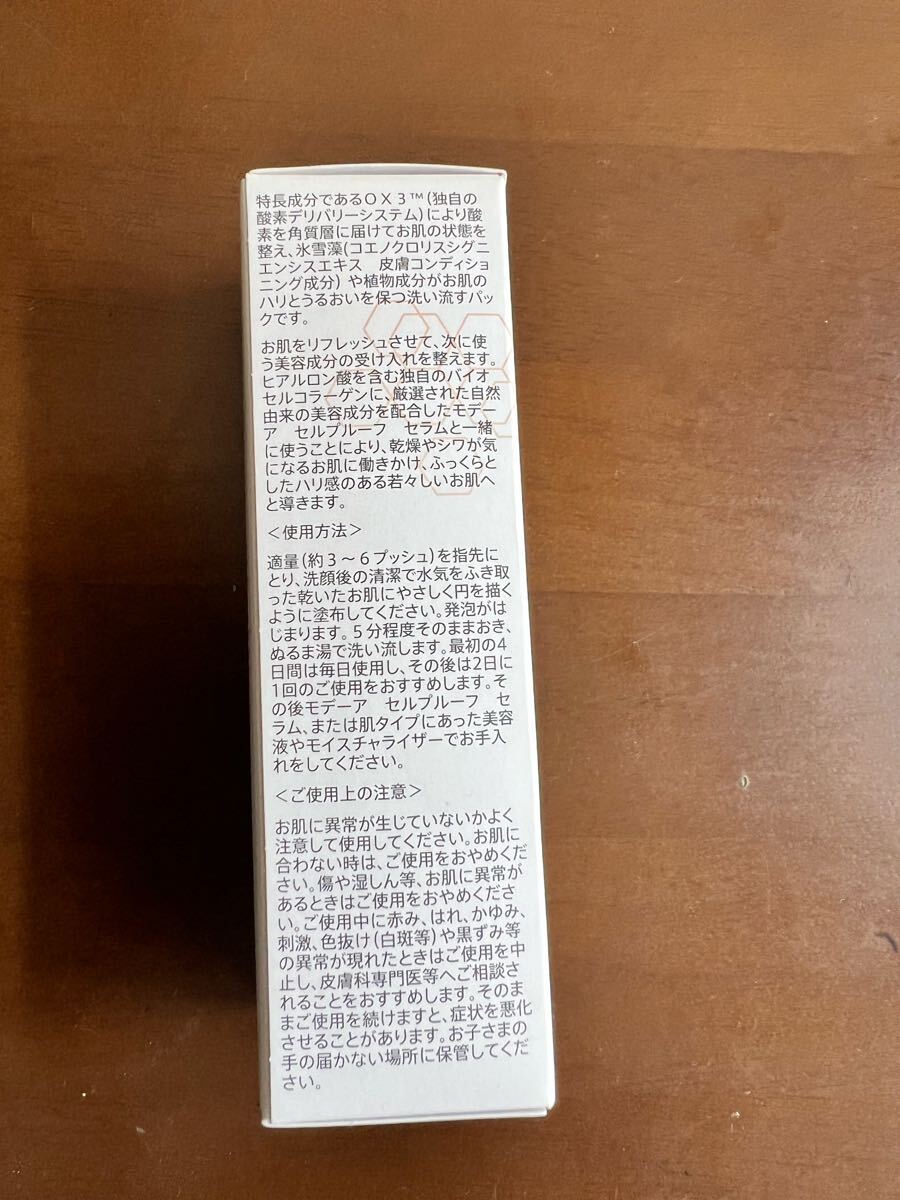 特長成分であるＯＸ３™(独自の
酸素デリバリーシステム)により酸
素を角質層に届けてお肌の状態を
整え、氷雪藻(コエノクロリスシグニ
エンシスエキス　皮膚コンディショ
ニング成分) や植物成分がお肌の
ハリとうるおいを保つ洗い流すパッ
クです。
お肌をリフレッシュさせて、次に使
う美容成分の受け入れを整えます。
ヒアルロン酸を含む独自のバイオ
セルコラーゲンに、厳選された自然
由来の美容成分を配合したモデー
ア　セルプルーフ　セラムと一緒
に使うことにより、乾燥やシワが気
になるお肌に働きかけ、ふっくらと
したハリ感のある若々しいお肌へ
と導きます。
＜使用方法＞
適量(約３～６プッシュ)を指先に
とり、洗顔後の清潔で水気をふき取
った乾いたお肌にやさしく円を描く
ように塗布してください。発泡がは
じまります。５分程度そのままおき、
ぬるま湯で洗い流します。最初の4
日間は毎日使用し、その後は2日に
1回のご使用をおすすめします。そ
の後モデーア　セルプルーフ　セ
ラム、または肌タイプにあった美容
液やモイスチャライザーでお手入
れをしてください。
＜ご使用上の注意＞
お肌に異常が生じていないかよく
注意して使用してください。お肌に
合わない時は、ご使用をおやめくだ
さい。傷や湿しん等、お肌に異常が
あるときはご使用をおやめくださ
い。ご使用中に赤み、はれ、かゆみ、
刺激、色抜け(白斑等)や黒ずみ等
の異常が現れたときはご使用を中
止し、皮膚科専門医等へご相談さ
れることをおすすめします。そのま
まご使用を続けますと、症状を悪化
させることがあります。お子さまの
手の届かない場所に保管してくだ
さい。